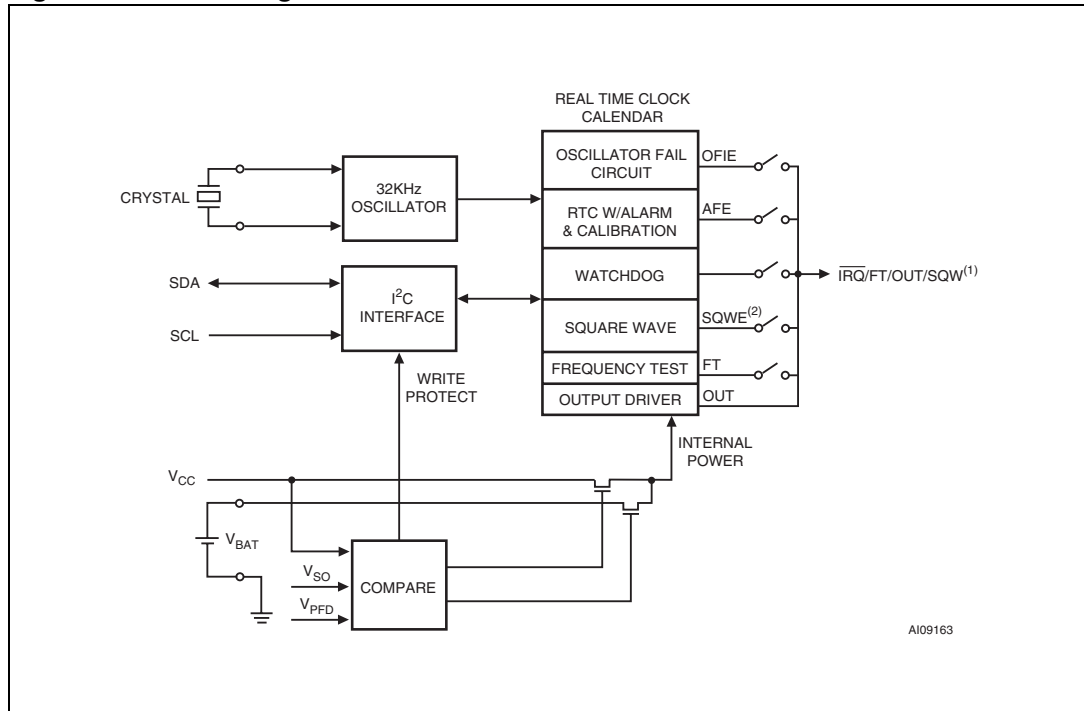 REAL TIME CLOCK
CALENDAR
OSCILLATOR FAIL
CIRCUIT
OFIE
CRYSTAL
32KHz
OSCILLATOR
RTC W/ALARM
& CALIBRATION
AFE
WATCHDOG
IRQ/FT/OUT/SQW(1)
SDA
I2C
INTERFACE
SCL
SQUARE WAVE
SQWE(2)
FREQUENCY TEST
FT
WRITE
PROTECT
OUTPUT DRIVER
OUT
INTERNAL
POWER
VCC
VBAT
VSO
COMPARE
VPFD
AI09163